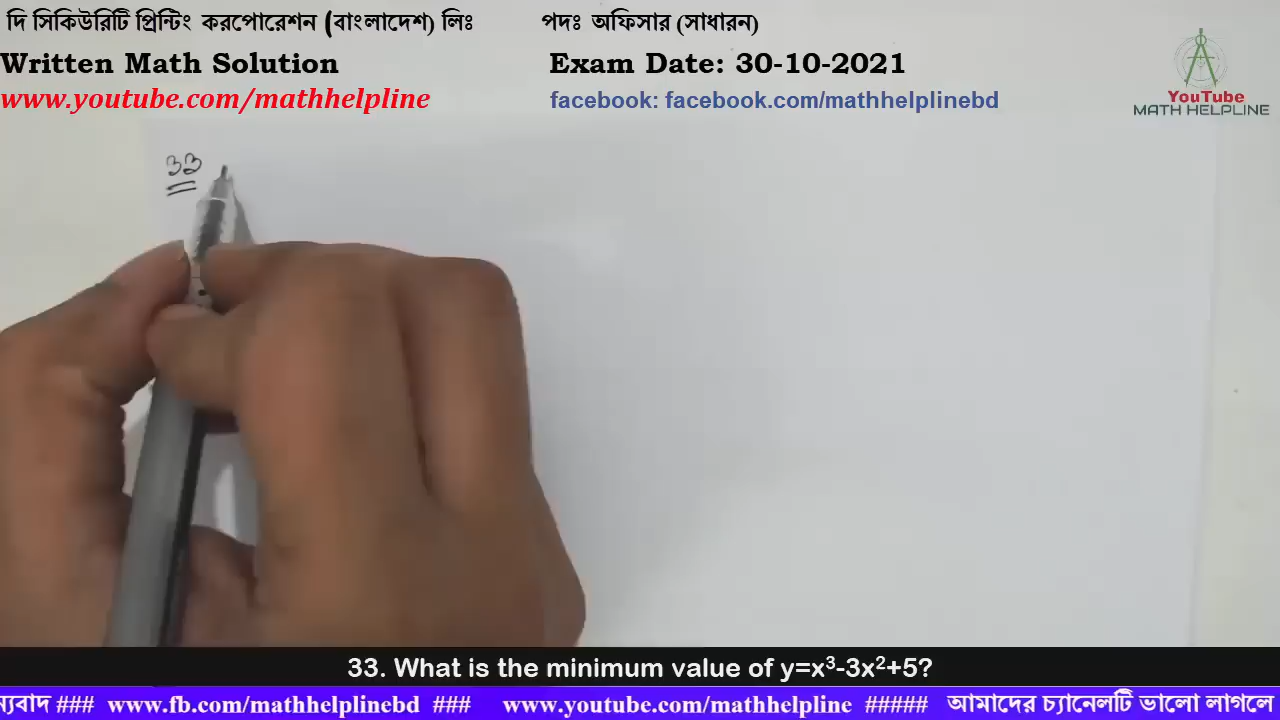 দি সিকিউরিটি প্রিন্টিং করপোরেশন (বাংলাদেশ) লিঃ পদঃ অফিসার (সাধারন)
Written Math Solution Exam Date: 30-10-2021
www.youtube.com/mathhelpline facebook: facebook.com/mathhelplinebd
YouTube
MATH HELPLINE
33
33. What is the minimum value of y=x³-3x²+5?
ন্যবাদ ### www.fb.com/mathhelplinebd ### www.youtube.com/mathhelpline ##### আমাদের চ্যানেলটি ভালো লাগলে